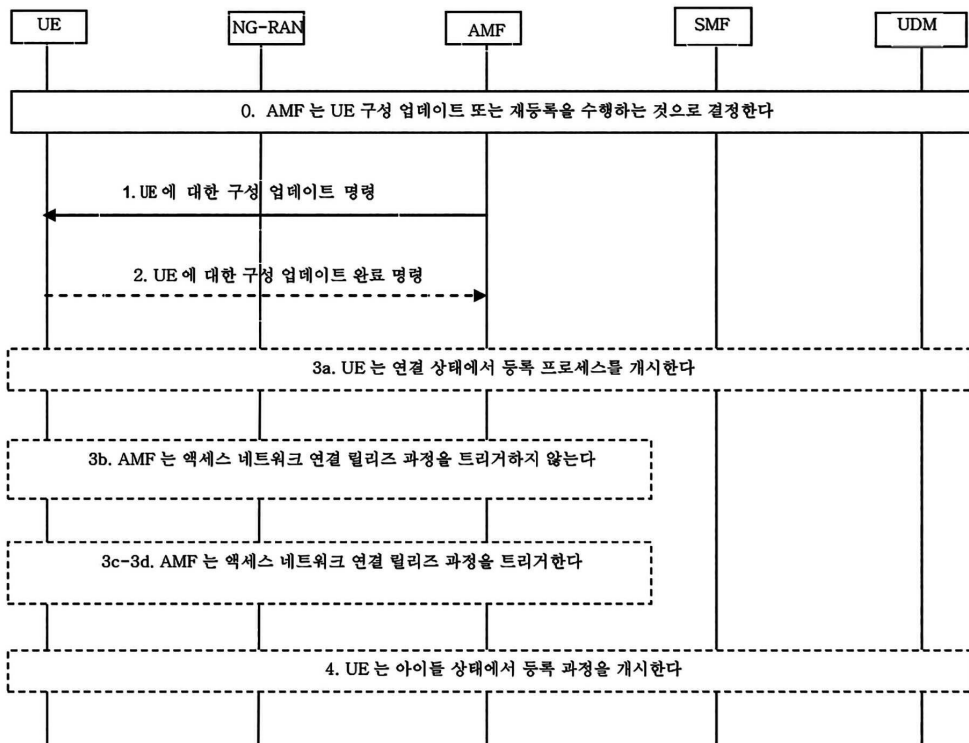 UE
NG-RAN
AMF
SMF
UDM
0. AMF 는 UE 구성 업데이트 또는 재등록을 수행하는 것으로 결정한다
1. UE 에 대한 구성 업데이트 명령
2. UE 에 대한 구성 업데이트 완료 명령
3a. UE 는 연결 상태에서 등록 프로세스를 개시한다
3b. AMF 는 액세스 네트워크 연결 릴리즈 과정을 트리거하지 않는다
3c-3d. AMF 는 액세스 네트워크 연결 릴리즈 과정을 트리거한다
4. UE 는 아이들 상태에서 등록 과정을 개시한다